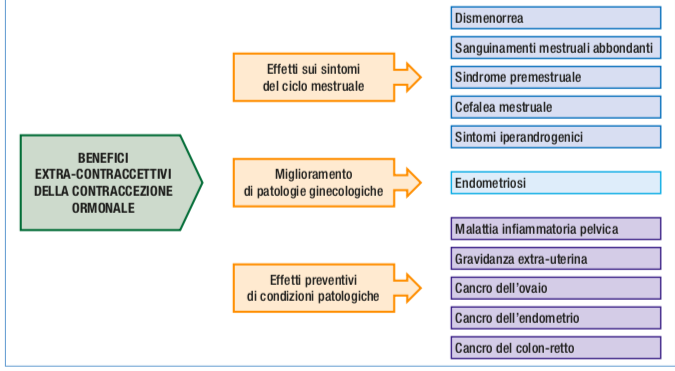 BENEFICI
EXTRA-CONTRACCETTIVI
DELLA CONTRACCEZIONE
ORMONALE
Effetti sui sintomi
del ciclo mestruale
Dismenorrea
Sanguinamenti mestruali abbondanti
Sindrome premestruale
Cefalea mestruale
Sintomi iperandrogenici
Miglioramento
di patologie ginecologiche
Endometriosi
Effetti preventivi
di condizioni patologiche
Malattia infiammatoria pelvica
Gravidanza extra-uterina
Cancro dell'ovaio
Cancro dell'endometrio
Cancro del colon-retto